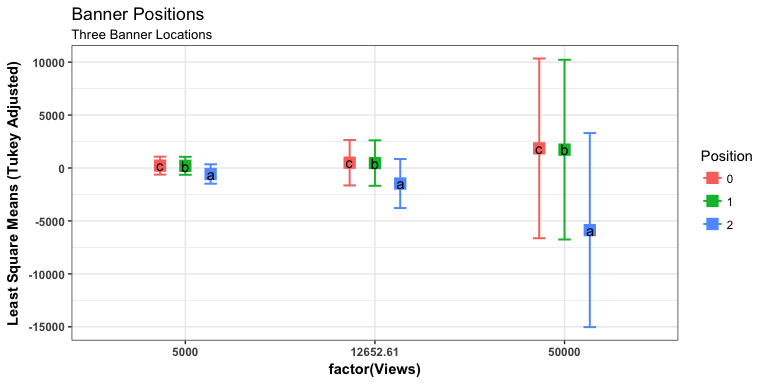 Banner Positions
Three Banner Locations
Least Square Means (Tukey Adjusted)
10000
5000
0
-5000
-10000
-15000
c b a
c b a
c b a
5000 12652.61 50000
factor(Views)
Position
0
1
2